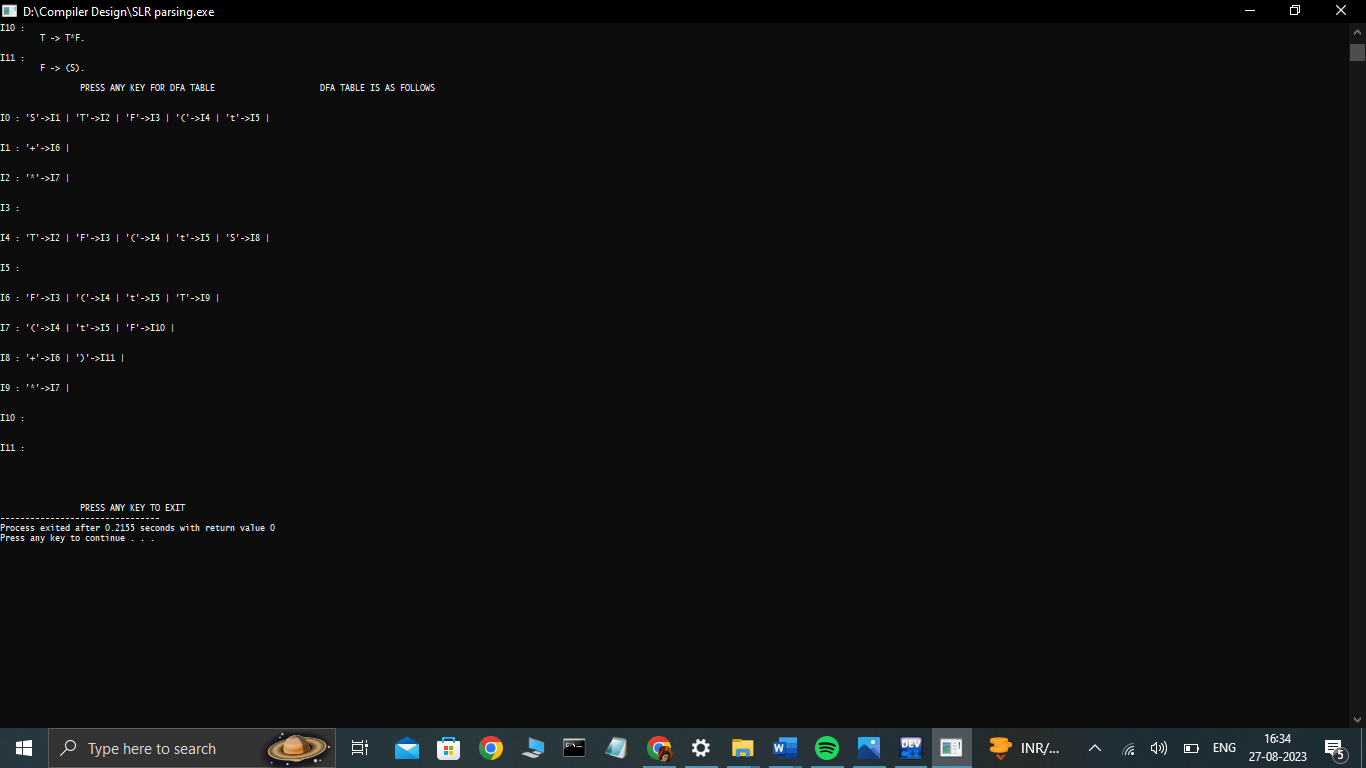 D:\Compiler Design\SLR parsing.exe
I10 :
T -> T*F.
I11 :
F -> (S).
PRESS ANY KEY FOR DFA TABLE DFA TABLE IS AS FOLLOWS
I0 : 'S'->I1 | 'T'->I2 | 'F'->I3 | '('->I4 | 't'->I5 |
I1 : '+'->I6 |
I2 : '*'->I7 |
I3 :
I4 : 'T'->I2 | 'F'->I3 | '('->I4 | 't'->I5 | 'S'->I8 |
I5 :
I6 : 'F'->I3 | '('->I4 | 't'->I5 | 'T'->I9 |
I7 : '('->I4 | 't'->I5 | 'F'->I10 |
I8 : '+'->I6 | ')'->I11 |
I9 : '*'->I7 |
I10 :
I11 :
PRESS ANY KEY TO EXIT
--------------------------------
Process exited after 0.2155 seconds with return value 0
Press any key to continue . . .
Type here to search
DEV
INR/...
ENG
16:34
27-08-2023
5